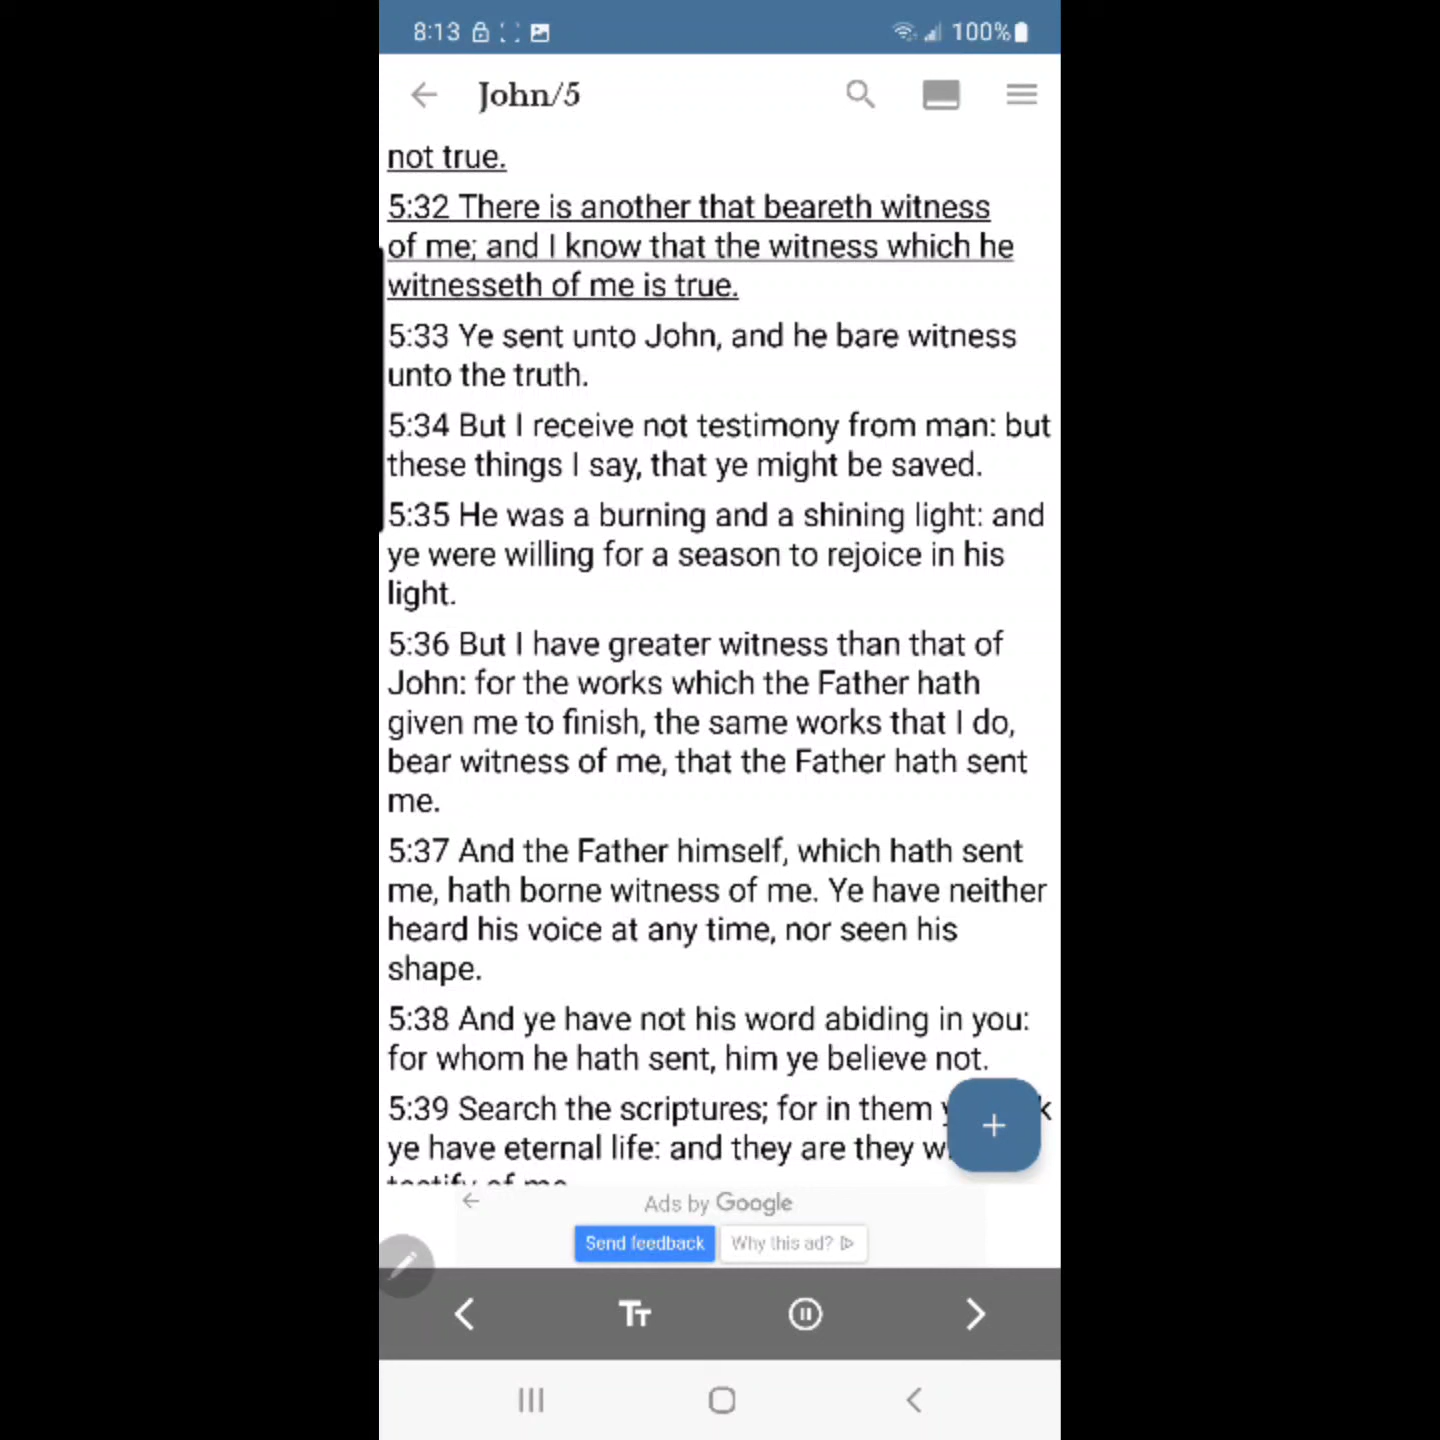 8:13 100%
John/5
not true.
5:32 There is another that beareth witness
of me; and I know that the witness which he
witnesseth of me is true.
5:33 Ye sent unto John, and he bare witness
unto the truth.
5:34 But I receive not testimony from man: but
these things I say, that ye might be saved.
5:35 He was a burning and a shining light: and
ye were willing for a season to rejoice in his
light.
5:36 But I have greater witness than that of
John: for the works which the Father hath
given me to finish, the same works that I do,
bear witness of me, that the Father hath sent
me.
5:37 And the Father himself, which hath sent
me, hath borne witness of me. Ye have neither
heard his voice at any time, nor seen his
shape.
5:38 And ye have not his word abiding in you:
for whom he hath sent, him ye believe not.
5:39 Search the scriptures; for in them
ye have eternal life: and they are they
testify of me
Ads by Google
Send feedback Why this ad?
TT